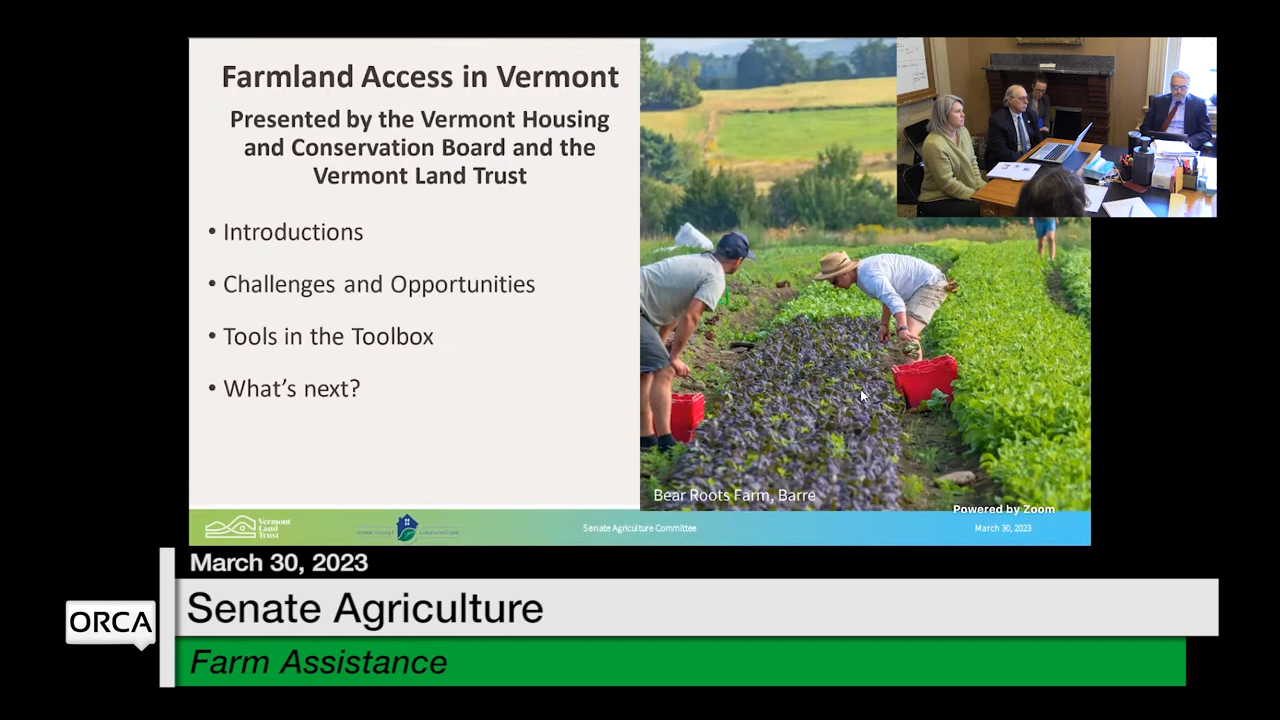 Farmland Access in Vermont
Presented by the Vermont Housing
and Conservation Board and the
Vermont Land Trust
• Introductions
• Challenges and Opportunities
• Tools in the Toolbox
• What's next?
Bear Roots Farm, Barre
Powered by Zoom
Vermont
Land
Trust
Senate Agriculture Committee
March 30, 2023
March 30, 2023
Senate Agriculture
ORCA
Farm Assistance